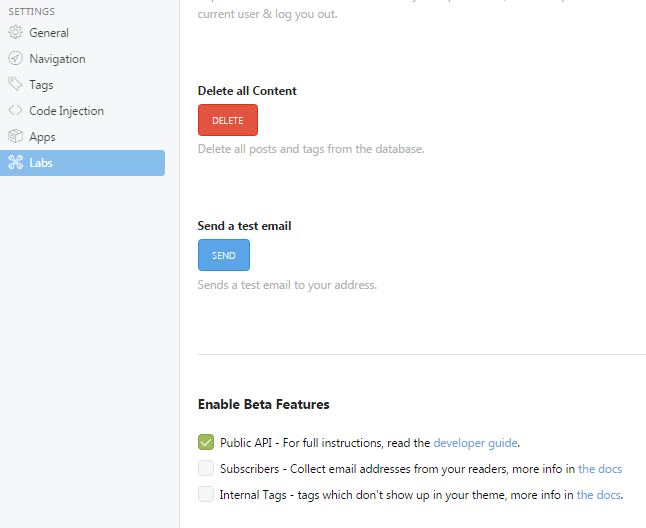 SETTINGS
General
Navigation
Tags
Code Injection
Apps
Labs
current user & log you out.
Delete all Content
DELETE
Delete all posts and tags from the database.
Send a test email
SEND
Sends a test email to your address.
Enable Beta Features
Public API - For full instructions, read the developer guide.
Subscribers - Collect email addresses from your readers, more info in the docs
Internal Tags - tags which don't show up in your theme, more info in the docs.